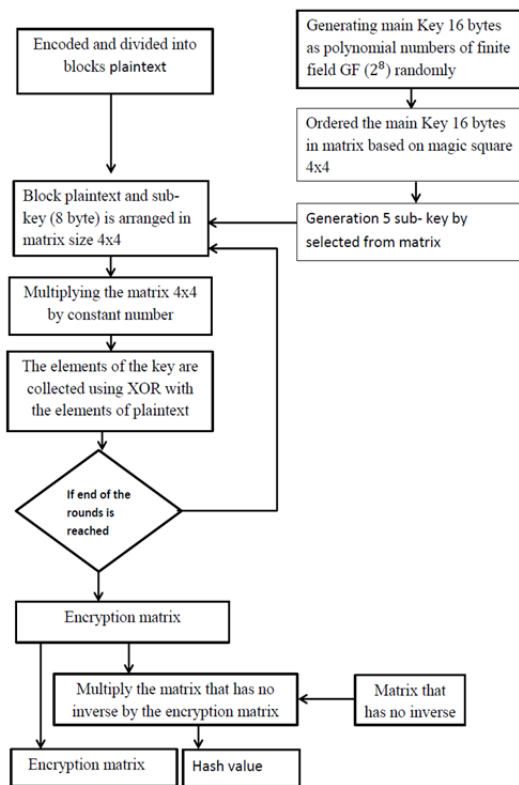 Encoded and divided into
blocks plaintext
Generating main Key 16 bytes
as polynomial numbers of
finite field GF (2⁸)
randomly
Ordered the main Key 16 bytes
in matrix based on magic square
4x4
Block plaintext and sub-
key (8 byte) is arranged in
matrix size 4x4
Generation 5 sub- key by
selected from matrix
Multiplying the matrix 4x4
by constant number
The elements of the key are
collected using XOR with
the elements of plaintext
If end of the
rounds is
reached
Encryption matrix
Multiply the matrix that has no
inverse by the encryption matrix
Matrix that
has no inverse
Encryption matrix
Hash value